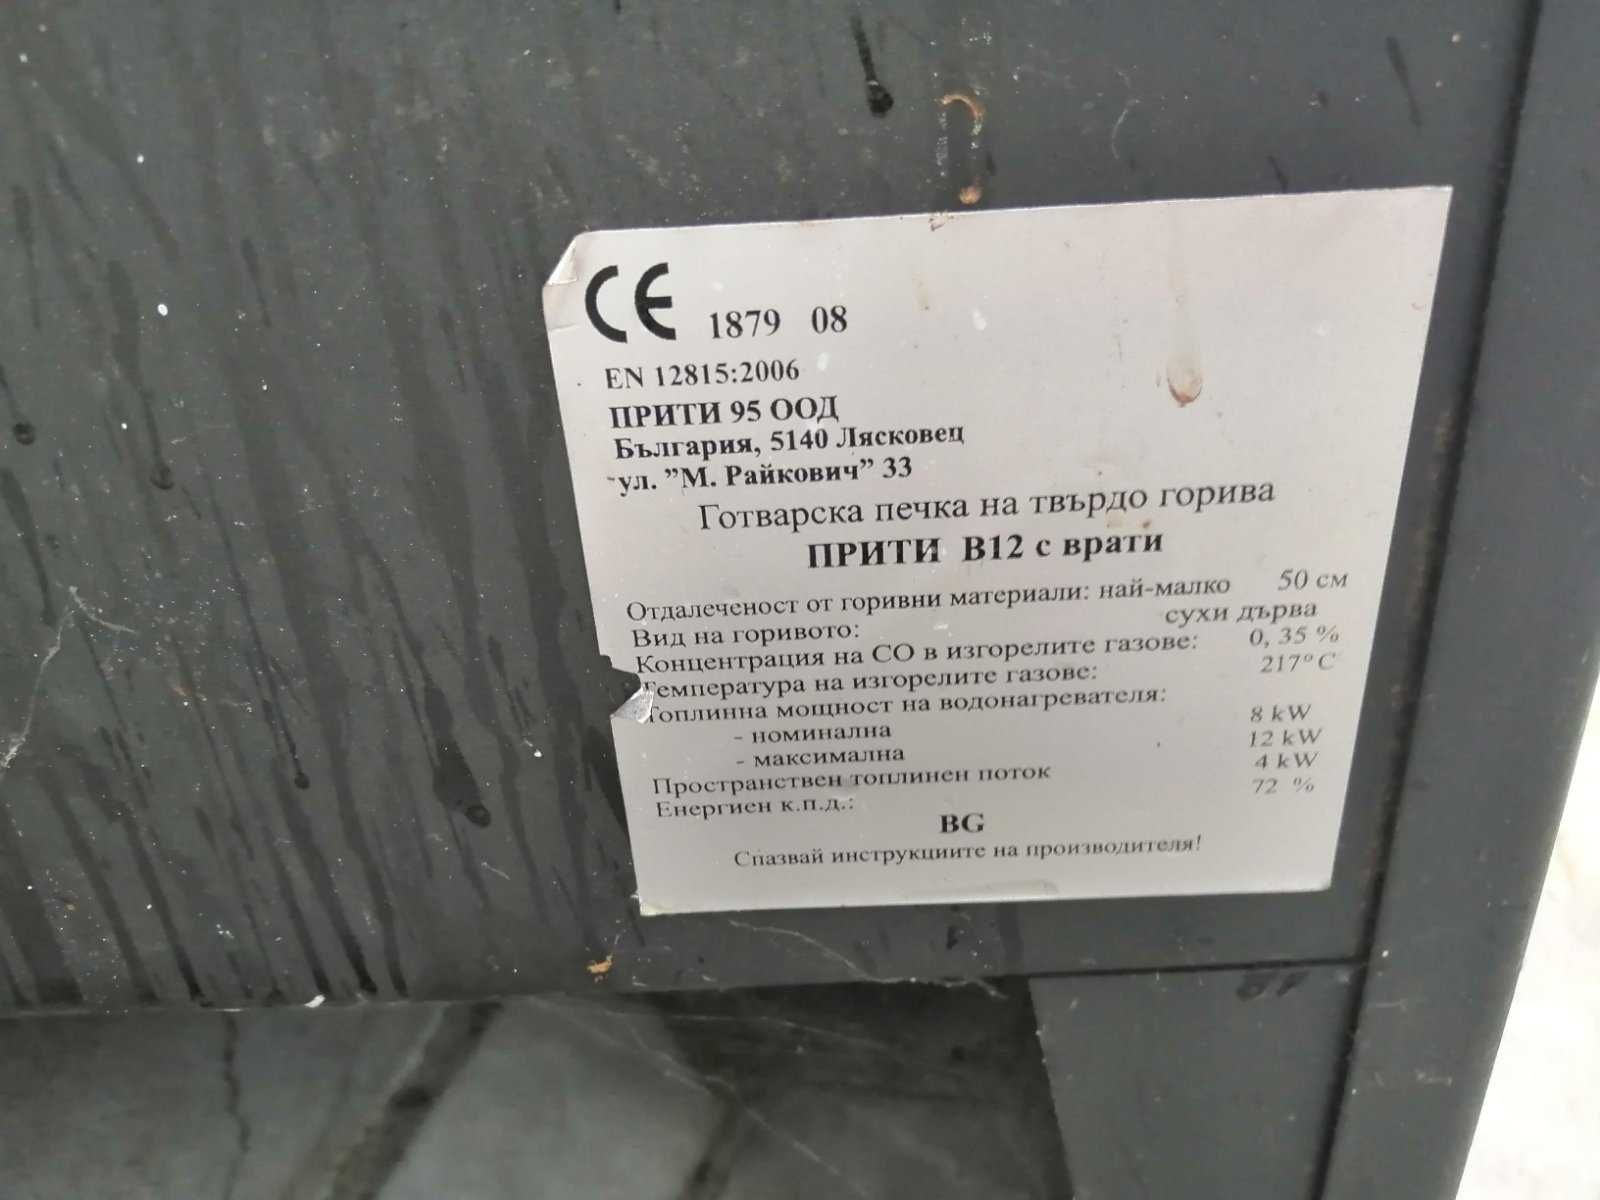 CE 1879 08
EN 12815:2006
ПРИТИ 95 ООД
България, 5140 Лясковец
ул. ”М. Райкович” 33
Готварска печка на твърдо горива
ПРИТИ В12 с врати
Отдалеченост от горивни материали: най-малко 50 см
Вид на горивото: сухи дърва
Концентрация на СО в изгорелите газове: 0, 35 %
Температура на изгорелите газове: 217° С
Топлинна мощност на водонагревателя:
- номинална 8 kW
- максимална 12 kW
Пространствен топлинен поток 4 kW
Енергиен к.п.д.: 72 %
BG
Спазвай инструкциите на производителя!